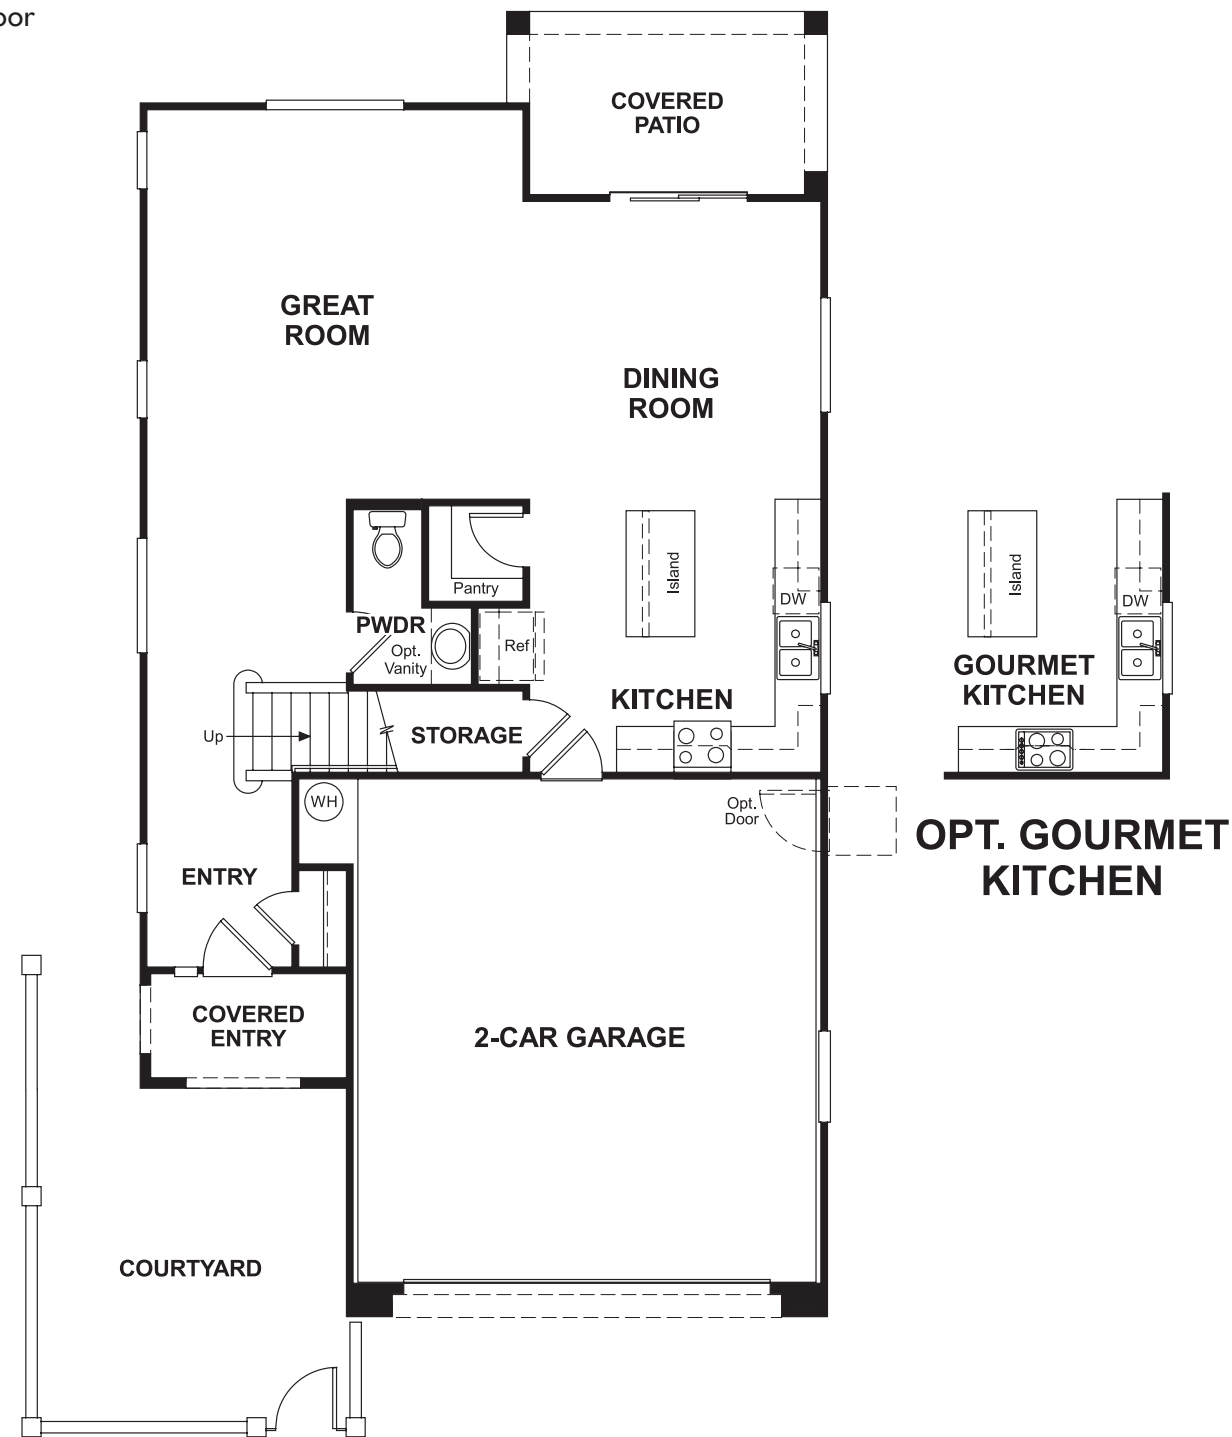 COVERED
PATIO
GREAT
ROOM
DINING
ROOM
Island
Pantry
DW
PWDR
Opt.
Vanity
Ref
KITCHEN
Up
STORAGE
Island
DW
GOURMET
KITCHEN
WH
Opt.
Door
OPT. GOURMET
KITCHEN
ENTRY
COVERED
ENTRY
2-CAR GARAGE
COURTYARD